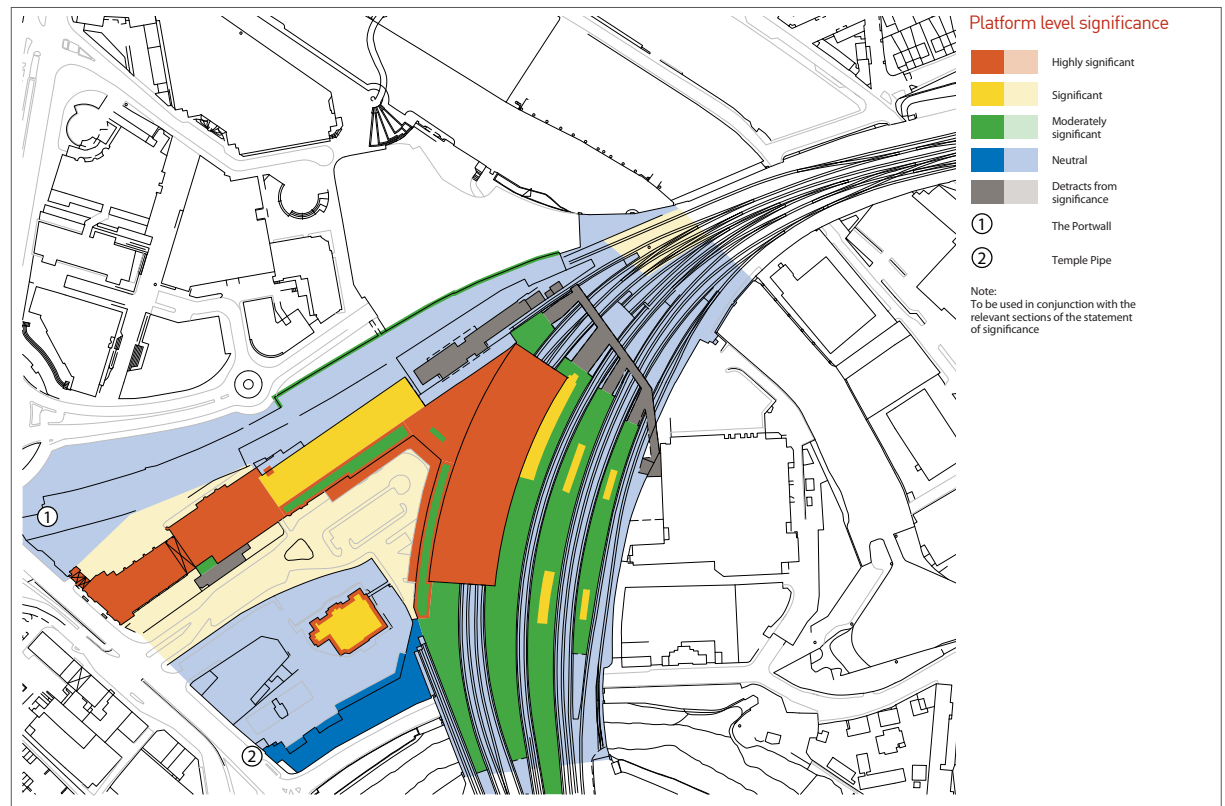 Platform level significance
Highly significant
Significant
Moderately
significant
Neutral
Detracts from
significance
1
The Portwall
2
Temple Pipe
Note:
To be used in conjunction with the
relevant sections of the statement
of significance
1
2